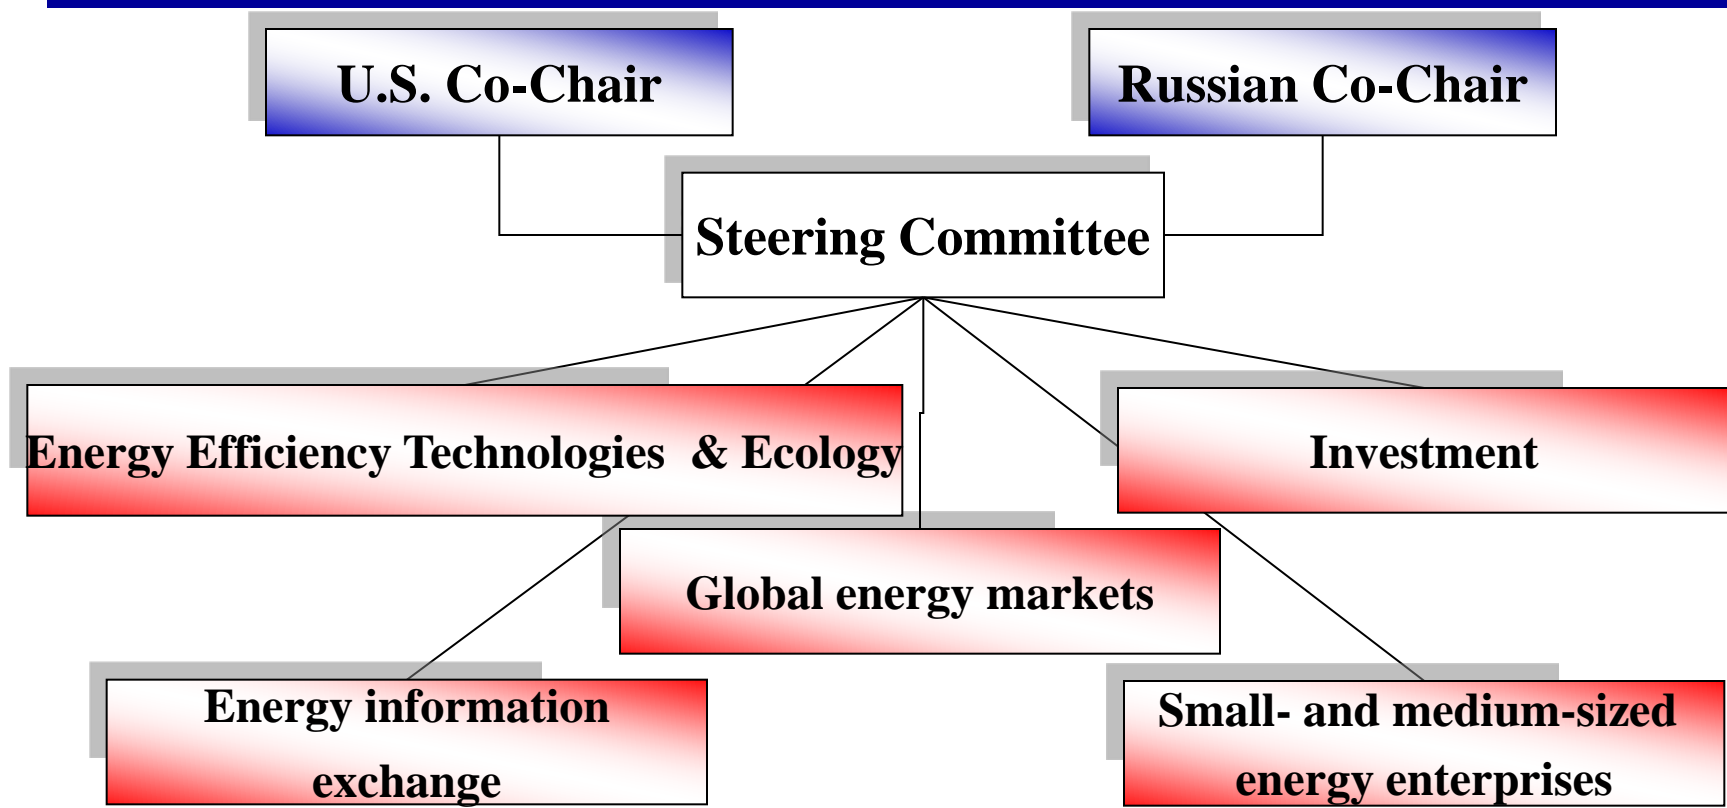 U.S. Co-Chair
Russian Co-Chair
Steering Committee
Energy Efficiency Technologies & Ecology
Investment
Global energy markets
Energy information
exchange
Small- and medium-sized
energy enterprises